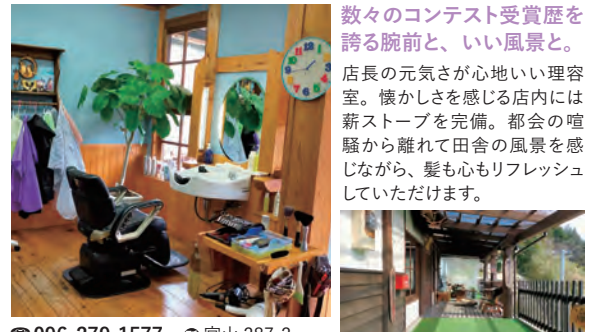 数々のコンテスト受賞歴を
誇る腕前と、いい風景と。
店長の元気さが心地いい理容
室。懐かしさを感じる店内には
薪ストーブを完備。都会の喧
騒から離れて田舎の風景を感
じながら、髪も心もリフレッシュ
していただけます。